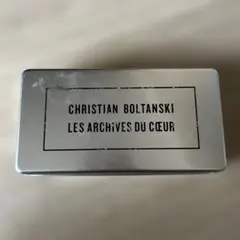 CHRISTIAN BOLTANSKI
LES ARCHIVES DU CŒUR